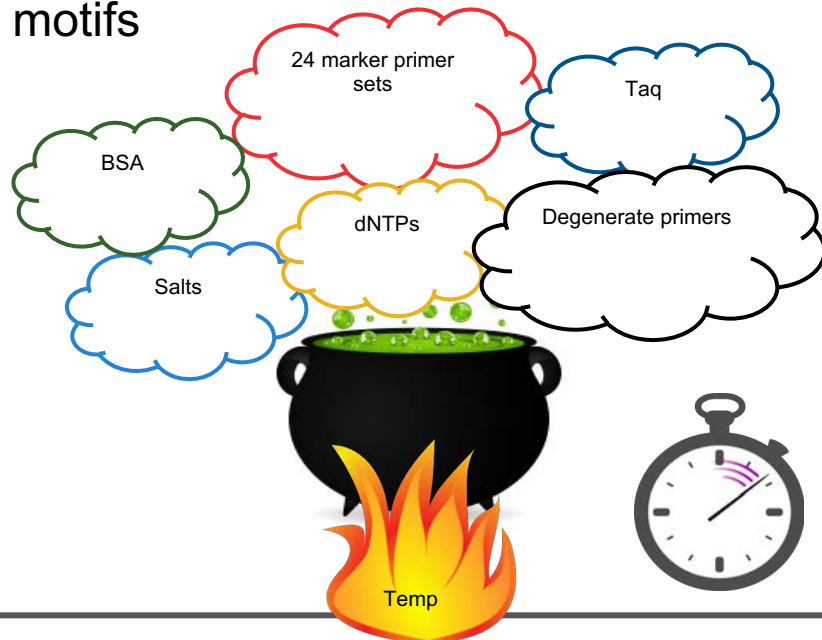 motifs
24 marker primer
sets
Taq
BSA
dNTPs
Degenerate primers
Salts
Temp